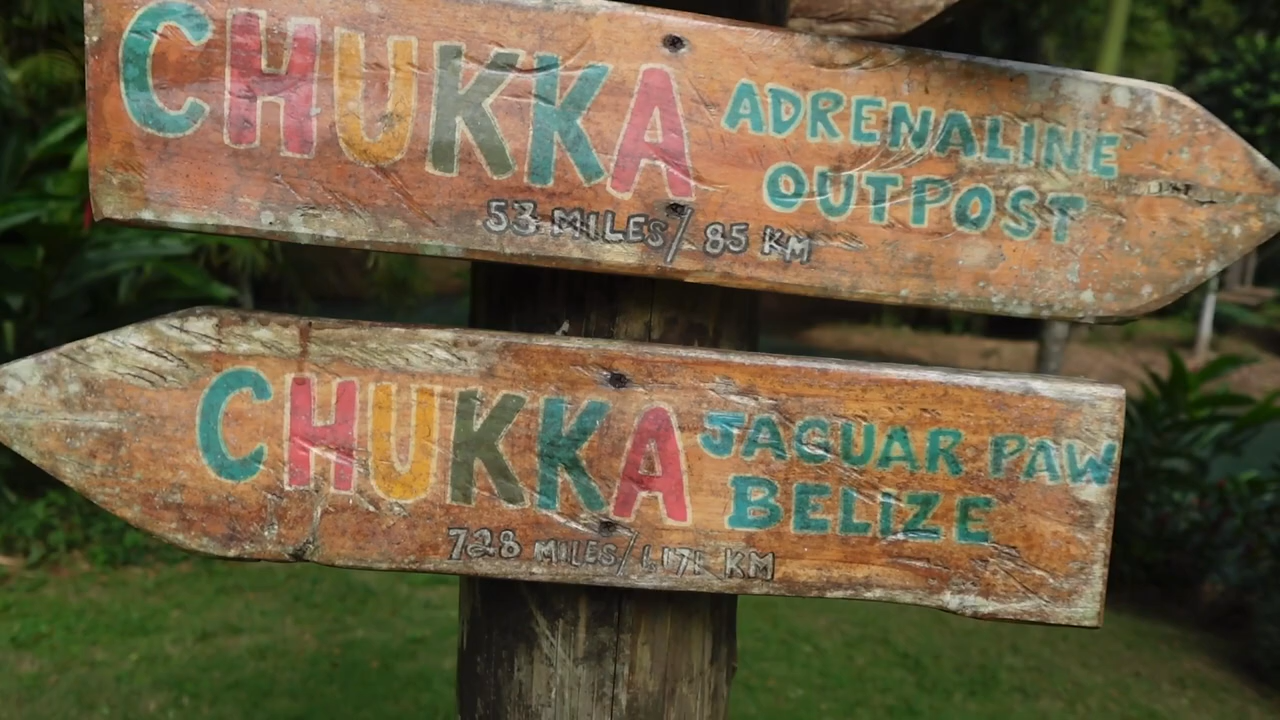 CHUKKA ADRENALINE
OUTPOST
53 MILES/ 85 KM
CHUKKA JAGUAR PAW
BELIZE
728 MILES/ KM